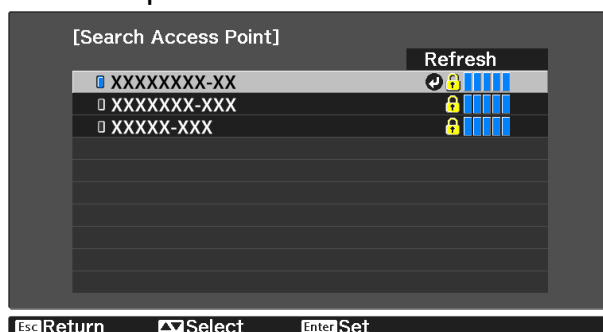 [Search Access Point]
Refresh
XXXXXXXX-XX
XXXXXXX-XXX
XXXXX-XXX
Esc Return Select Enter Set